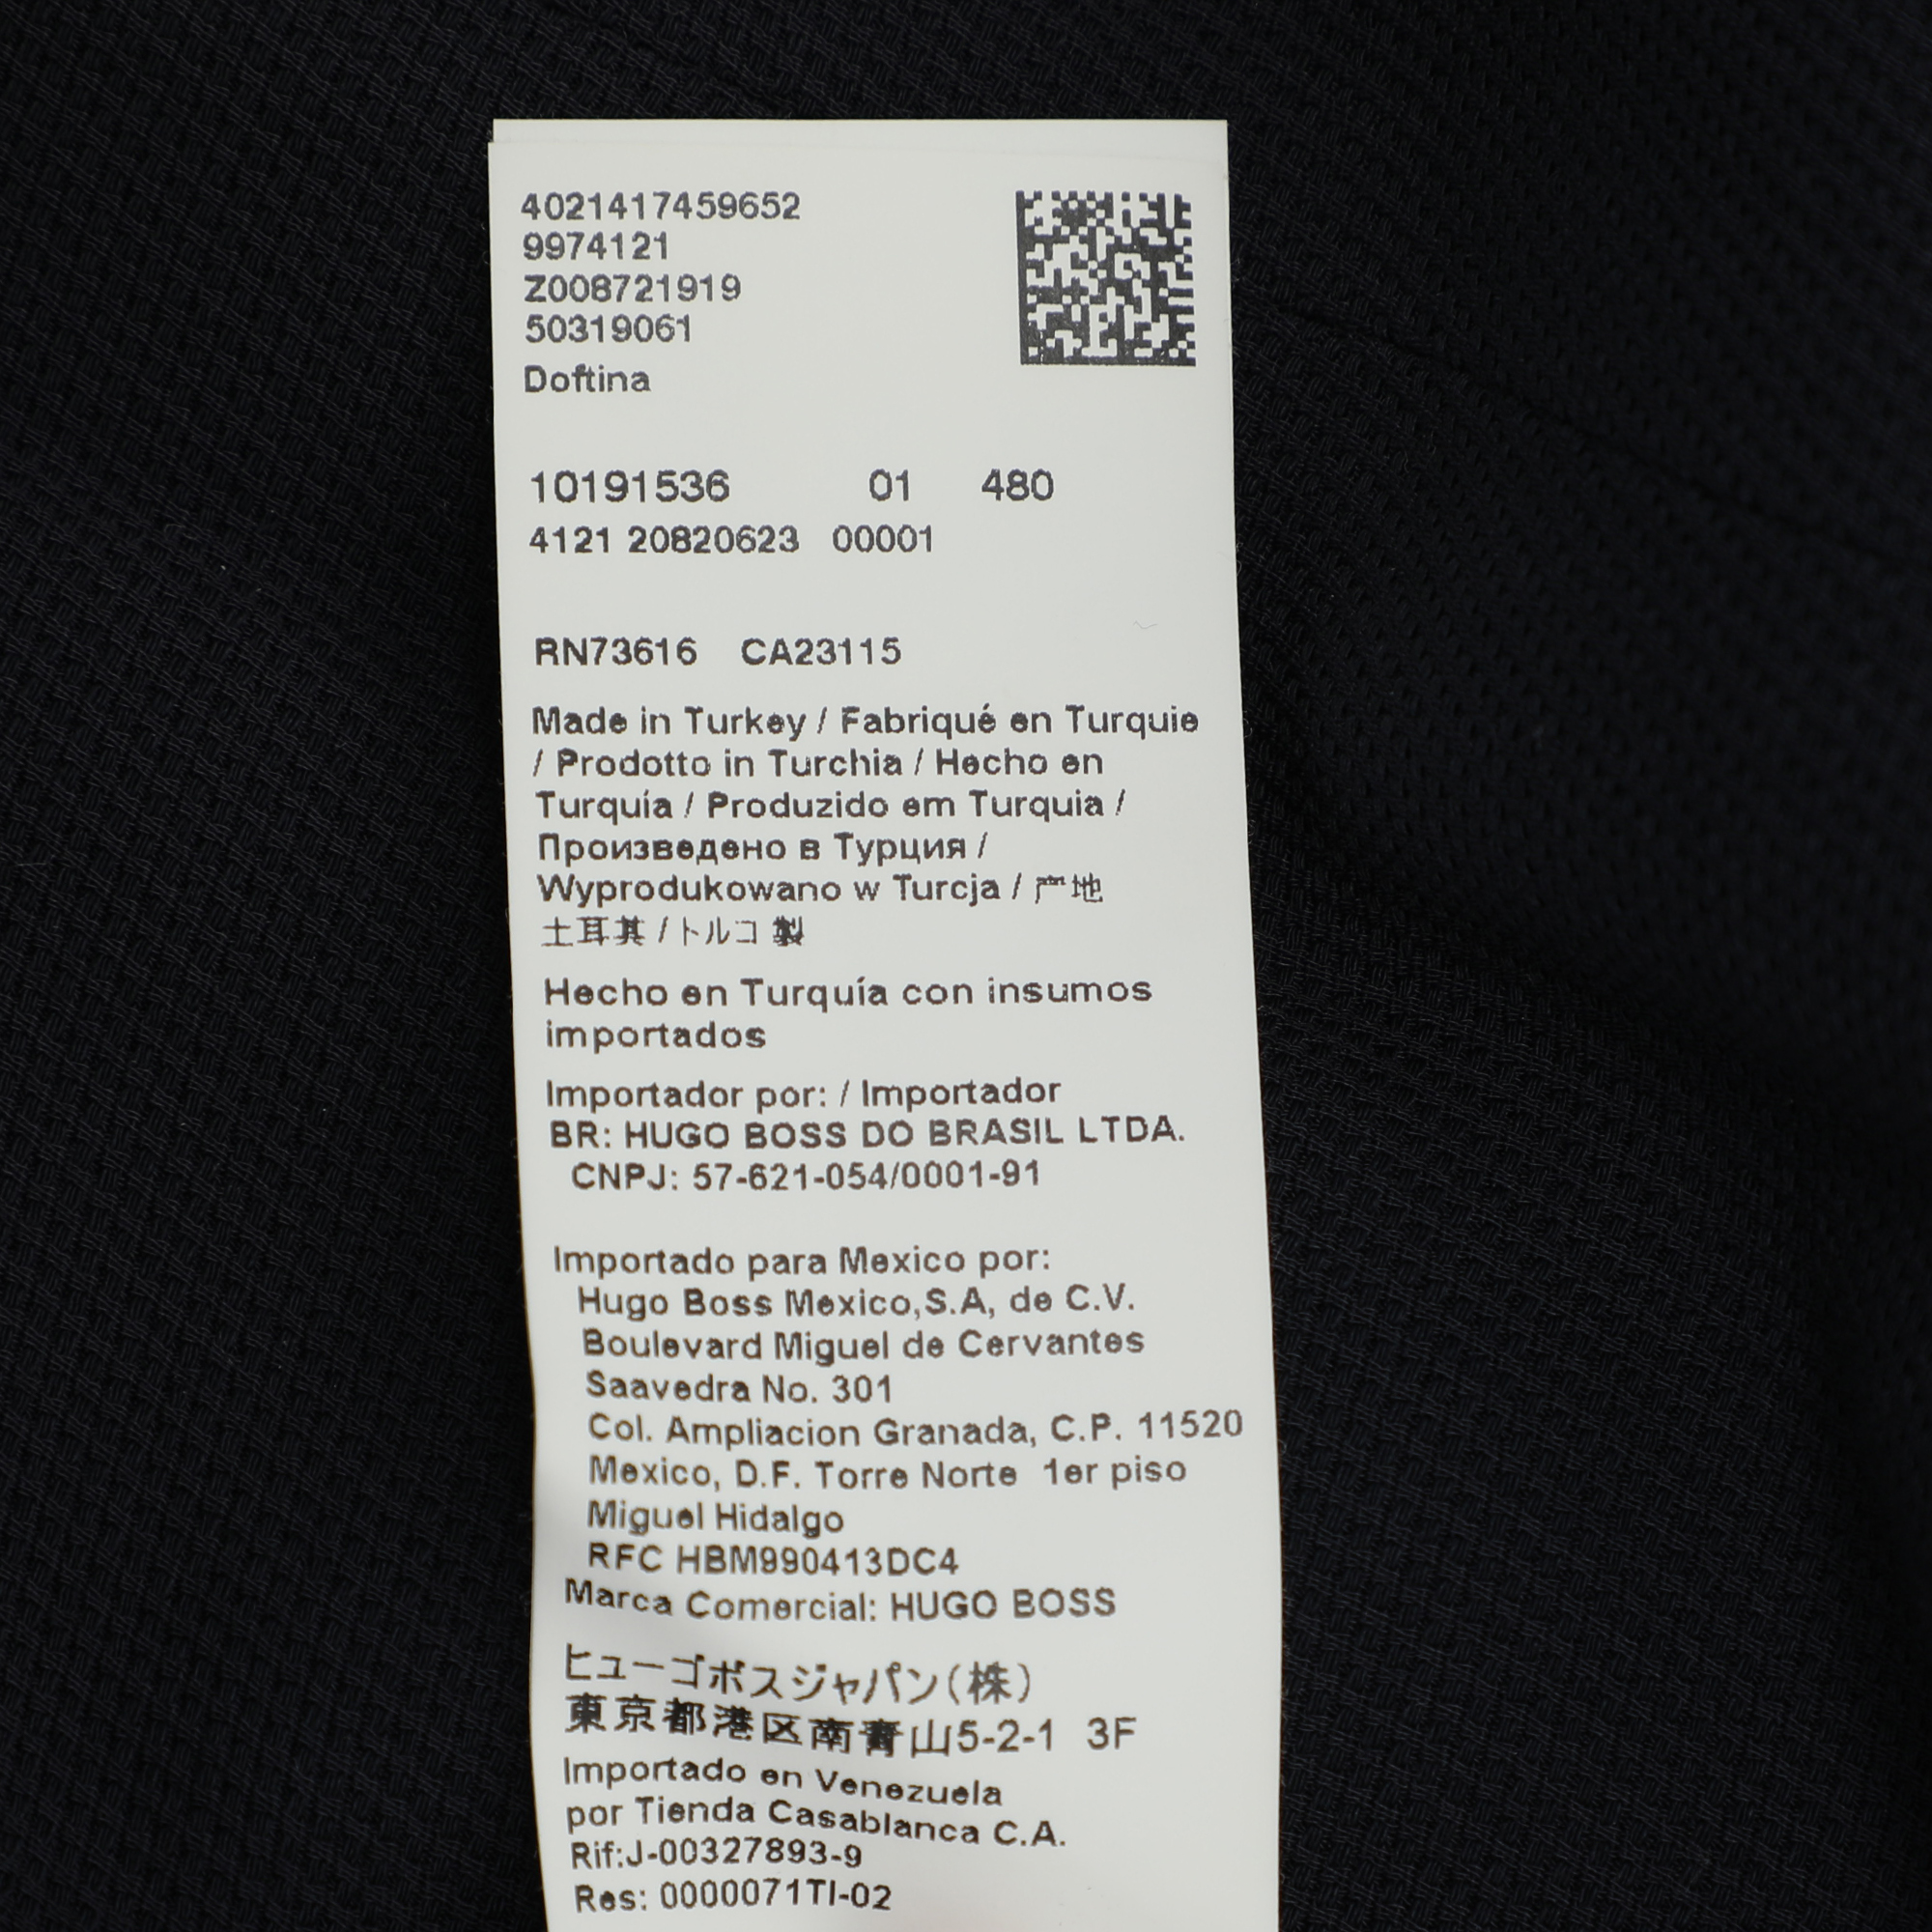 4021417459652
9974121
Z008721919
50319061
Doftina
10191536 01 480
4121 20820623 00001
RN73616 CA23115
Made in Turkey / Fabriqué en Turquie
/ Prodotto in Turchia / Hecho en
Turquía / Produzido em Turquia /
Произведено в Турция /
Wyprodukowano w Turcja / 产地
土耳其 / トルコ 製
Hecho en Turquía con insumos
importados
Importador por: / Importador
BR: HUGO BOSS DO BRASIL LTDA.
CNPJ: 57-621-054/0001-91
Importado para Mexico por:
Hugo Boss Mexico,S.A, de C.V.
Boulevard Miguel de Cervantes
Saavedra No. 301
Col. Ampliacion Granada, C.P. 11520
Mexico, D.F. Torre Norte 1er piso
Miguel Hidalgo
RFC HBM990413DC4
Marca Comercial: HUGO BOSS
ヒューゴボスジャパン(株)
東京都港区南青山5-2-1 3F
Importado en Venezuela
por Tienda Casablanca C.A.
Rif:J-00327893-9
Res: 0000071TI-02